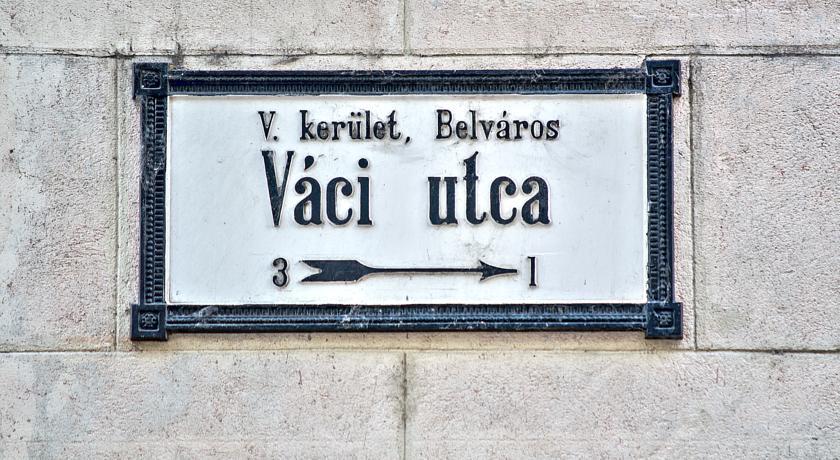 V. kerület, Belváros
Váci utca
3 1